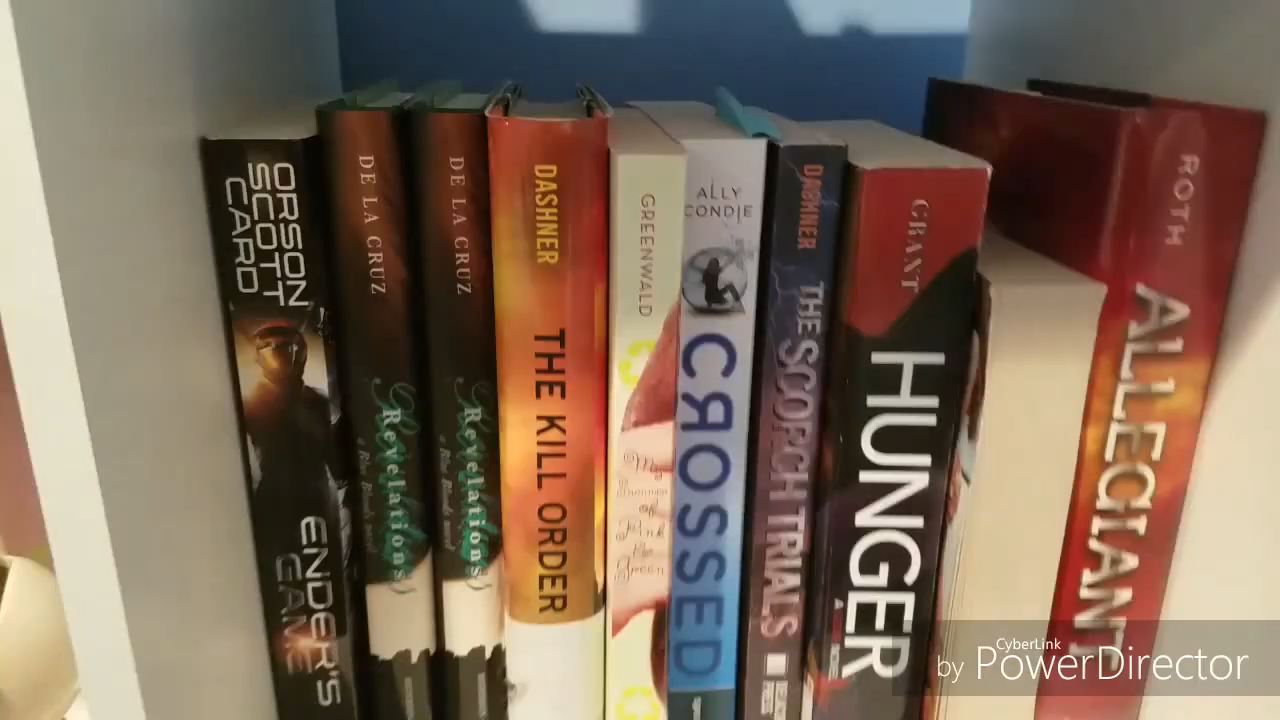 ORSON
SCOTT
CARD
ENDER'S
GAME
DE LA CRUZ
Revelations
DE LA CRUZ
Revelations
DASHNER
THE KILL ORDER
GREENWALD
ALLY
CONDIE
CROSSED
DASHNER
THE SCORCH TRIALS
GRANT
HUNGER
ROTH
ALLEGIANT
CyberLink
by PowerDirector